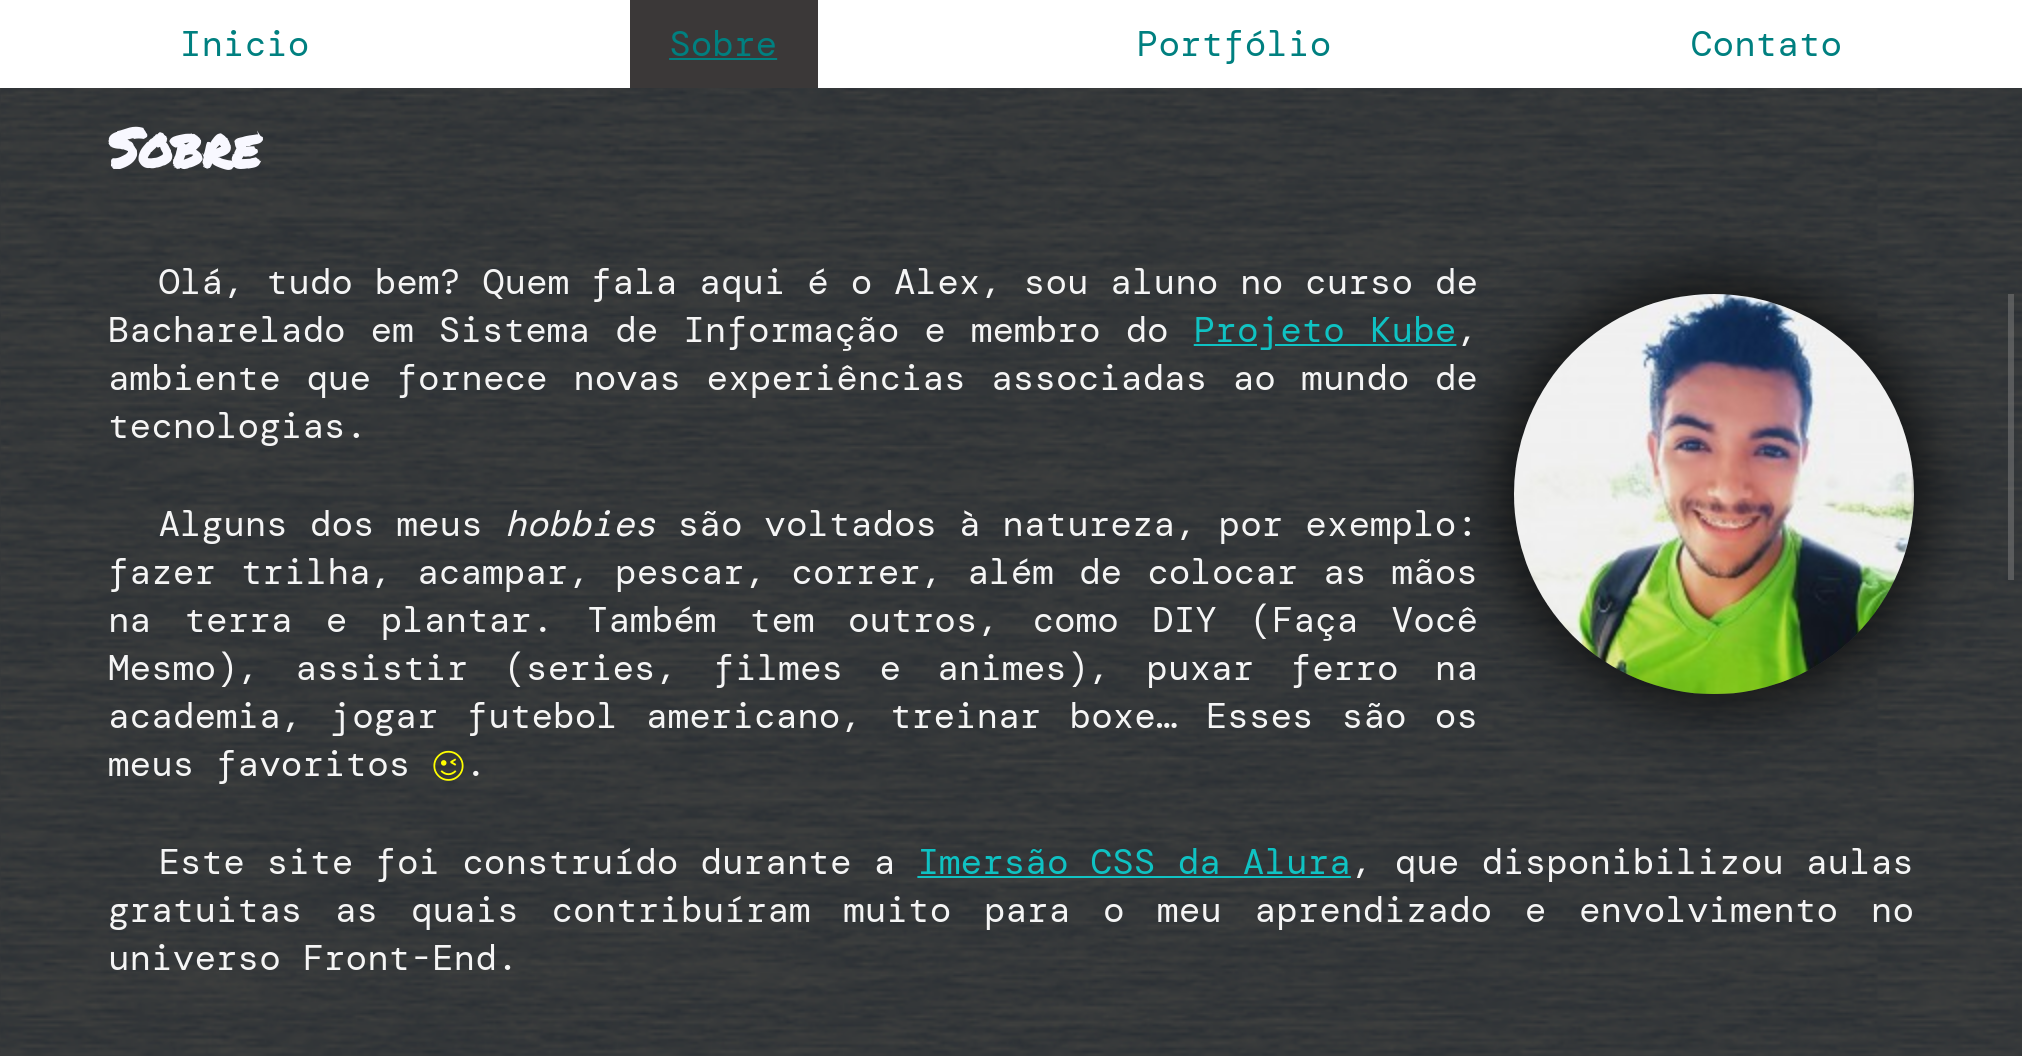 Inicio Sobre Portfólio Contato
Sobre
Olá, tudo bem? Quem fala aqui é o Alex, sou aluno no curso de
Bacharelado em Sistema de Informação e membro do Projeto Kube,
ambiente que fornece novas experiências associadas ao mundo de
tecnologias.
Alguns dos meus hobbies são voltados à natureza, por exemplo:
fazer trilha, acampar, pescar, correr, além de colocar as mãos
na terra e plantar. Também tem outros, como DIY (Faça Você
Mesmo), assistir (series, filmes e animes), puxar ferro na
academia, jogar futebol americano, treinar boxe… Esses são os
meus favoritos 😉.
Este site foi construído durante a Imersão CSS da Alura, que disponibilizou aulas
gratuitas as quais contribuíram muito para o meu aprendizado e envolvimento no
universo Front-End.